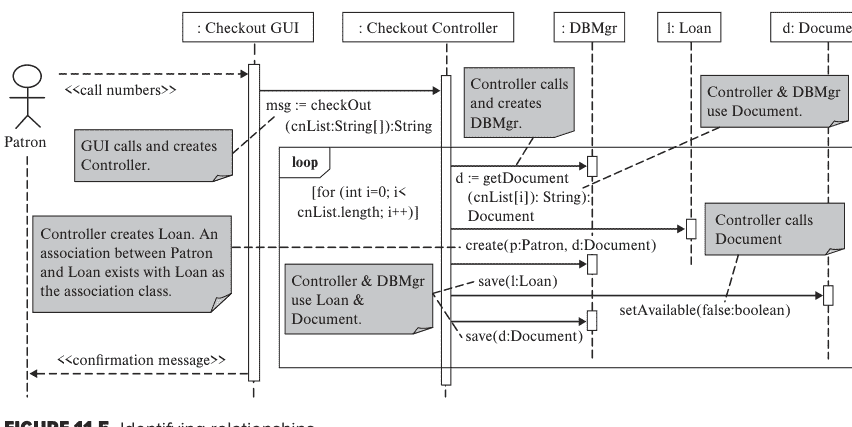 : Checkout GUI
: Checkout Controller
: DBMgr
l: Loan
d: Docume
<<call numbers>>
Patron
msg := checkOut
(cnList:String[]):String
Controller calls
and creates
DBMgr.
Controller & DBMgr
use Document.
GUI calls and creates
Controller.
loop
[for (int i=0; i<
cnList.length; i++)]
d := getDocument
(cnList[i]): String):
Document
Controller creates Loan. An
association between Patron
and Loan exists with Loan as
the association class.
create(p:Patron, d:Document)
Controller calls
Document
Controller & DBMgr
use Loan &
Document.
save(l:Loan)
setAvailable(false:boolean)
save(d:Document)
<<confirmation message>>
FIGURE 11.5 Identifying relationships